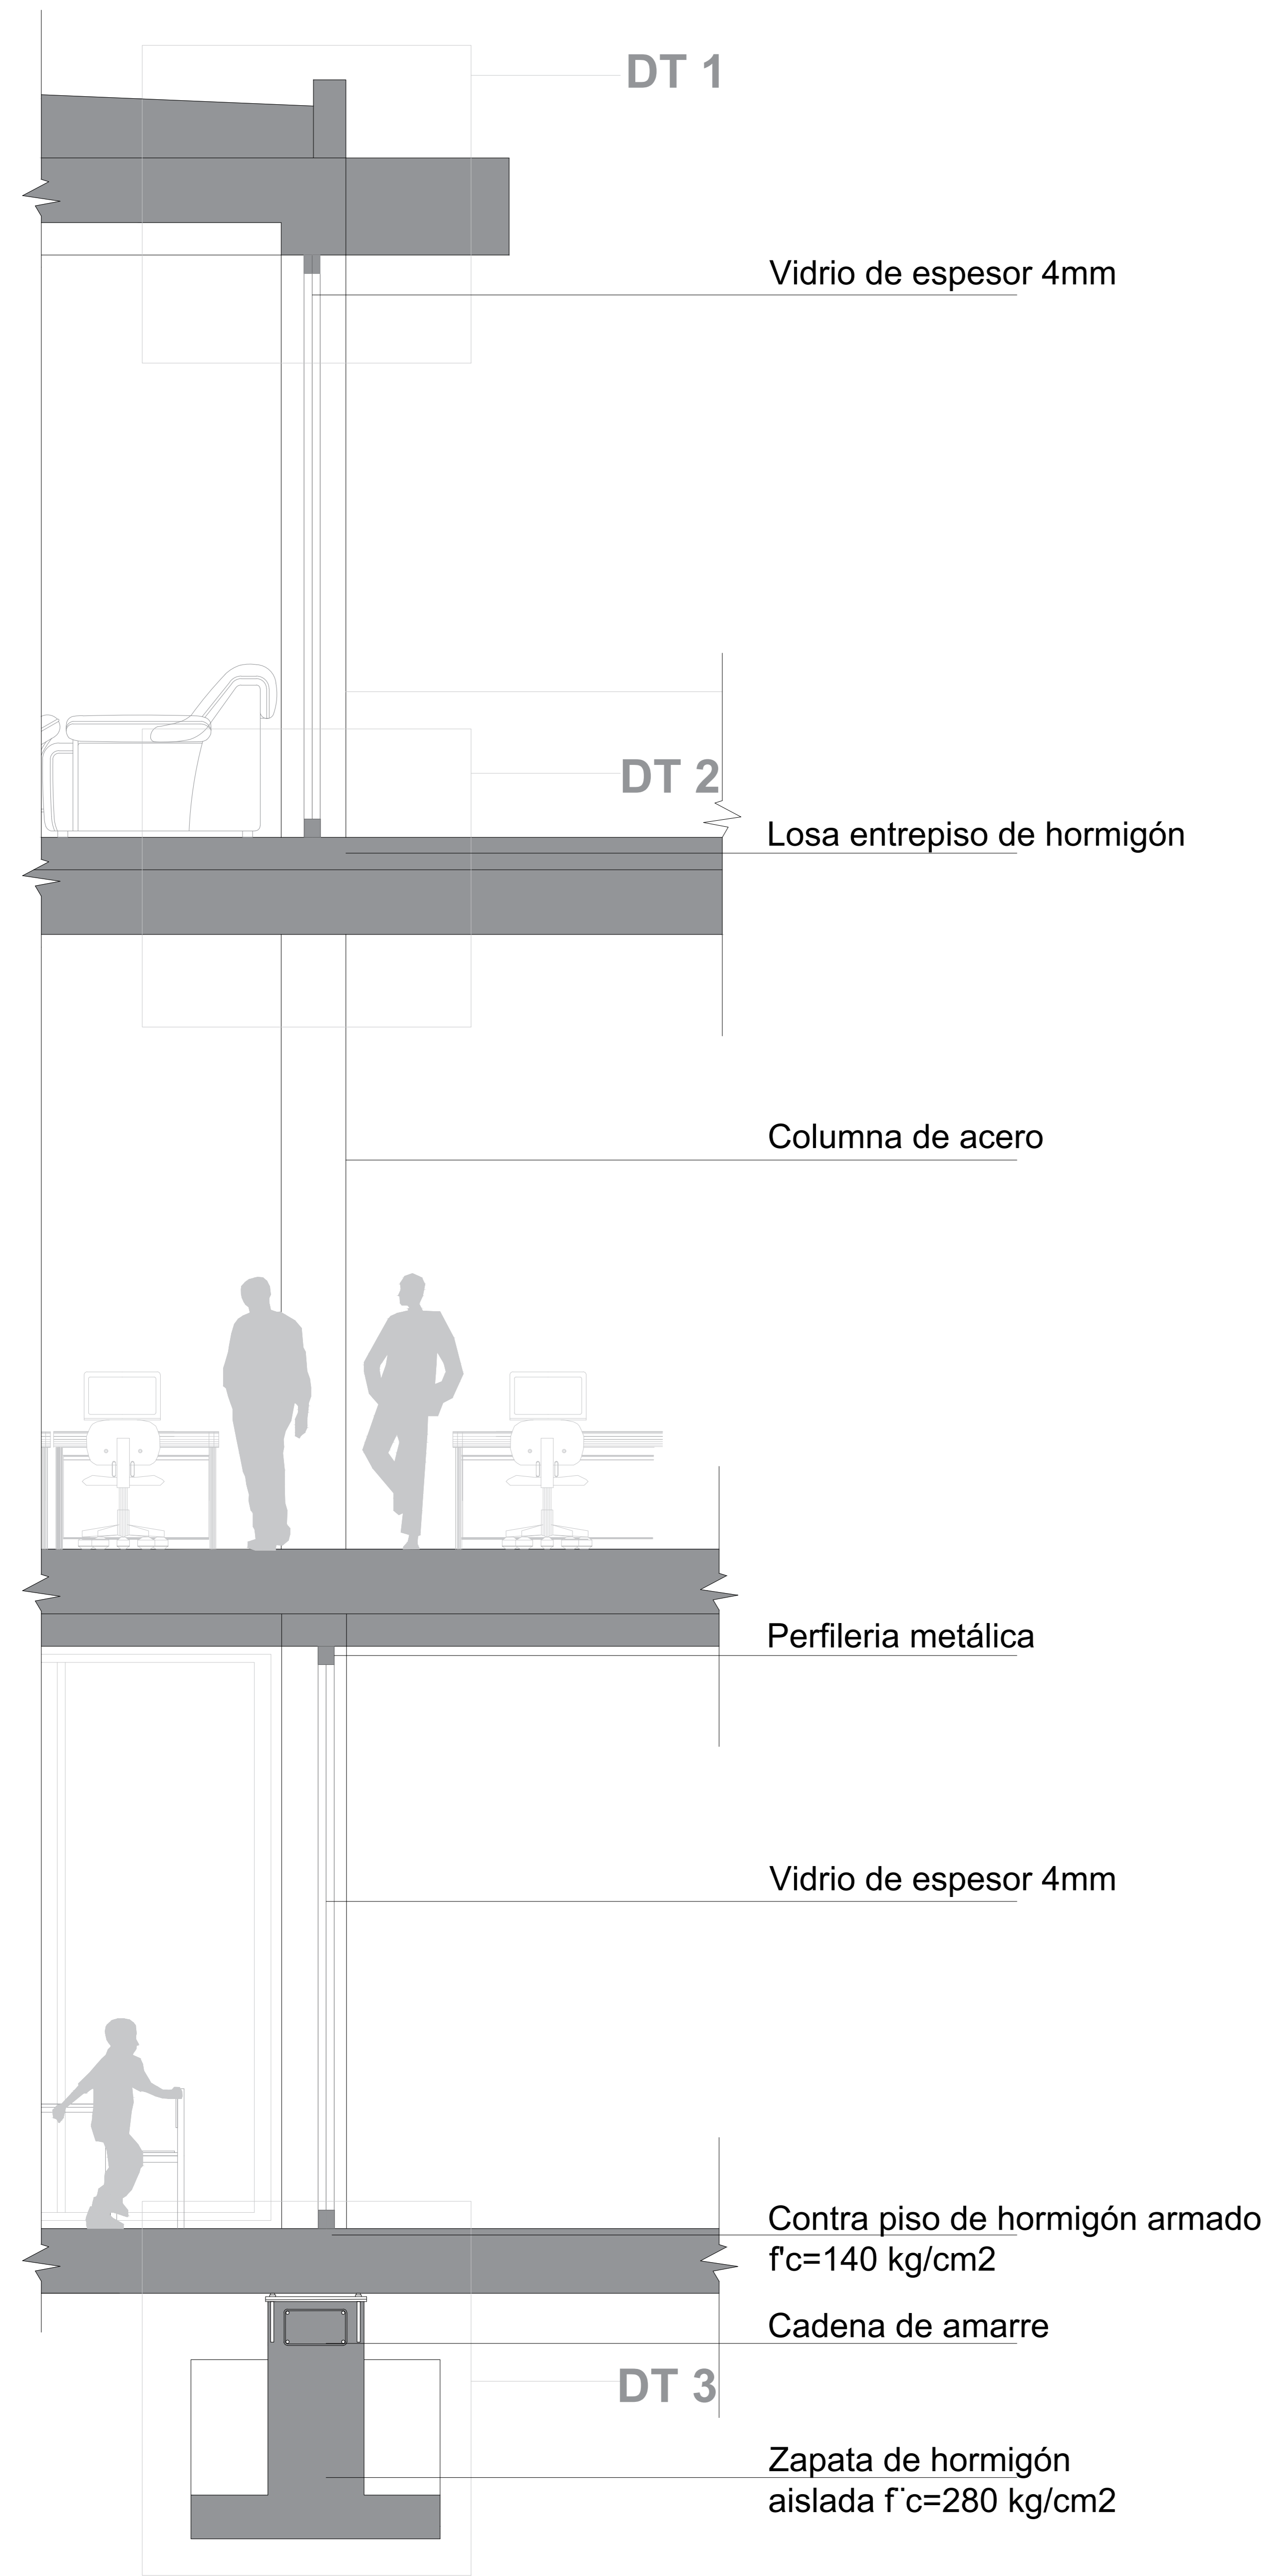 DT 1
Vidrio de espesor 4mm
DT 2
Losa entrepiso de hormigón
Columna de acero
Perfileria metálica
Vidrio de espesor 4mm
Contra piso de hormigón armado
f'c=140 kg/cm2
Cadena de amarre
DT 3
Zapata de hormigón
aislada f¨c=280 kg/cm2